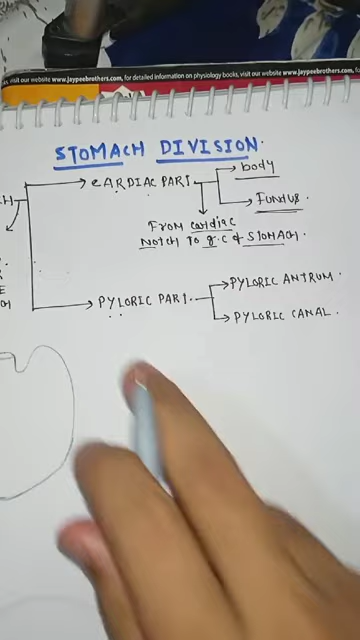 visit our website www.jaypeebrothers.com, for detailed information on physiology books, visit our website www.jaypeebrothers.com, for
STOMACH DIVISION.
CARDIAC PART
body
FUNDUS.
FROM cardiac
NOTCH TO g.c of STOMACH.
PYLORIC PART.
PYLORIC ANTRUM.
PYLORIC CANAL.